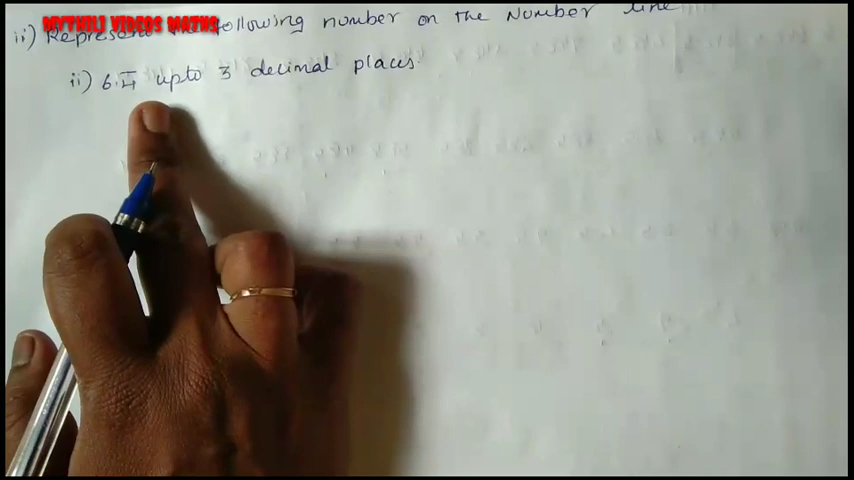 MYTHILI VIDEOS MATHS
ii) Represent the following number on the Number line
ii) 6.4̅ upto 3 decimal places.